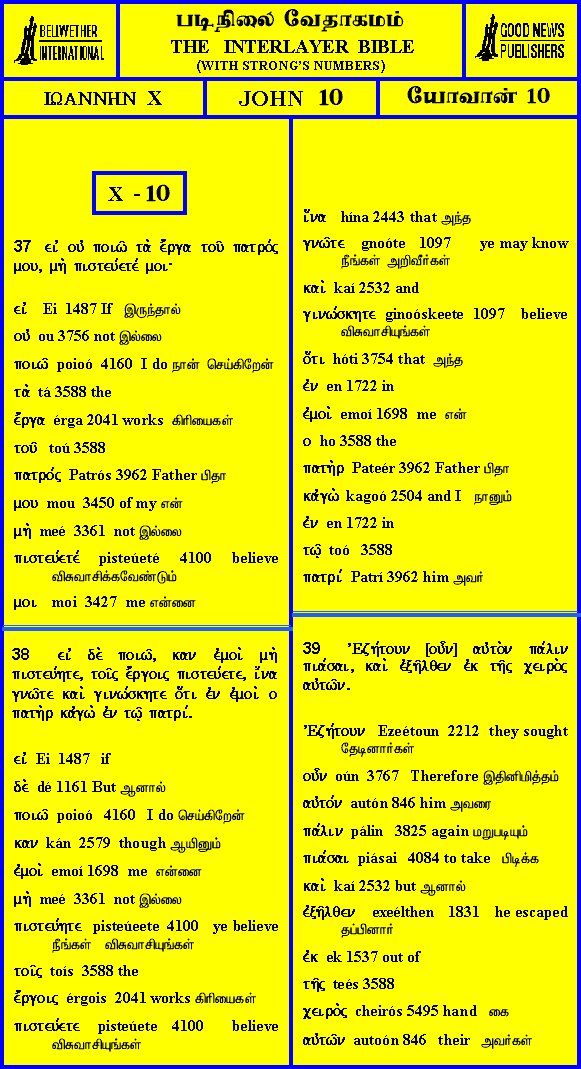 BELLWETHER
INTERNATIONAL
படிநிலை வேதாகமம்
THE INTERLAYER BIBLE
(WITH STRONG'S NUMBERS)
GOOD NEWS
PUBLISHERS
ΙΩΑΝΝΗΝ X
JOHN 10
யோவான் 10
X - 10
37 εἰ οὐ ποιῶ τὰ ἔργα τοῦ πατρός
μου, μὴ πιστεύετέ μοι·
εἰ Ei 1487 If இருந்தால்
οὐ ou 3756 not இல்லை
ποιῶ poioó 4160 I do நான் செய்கிறேன்
τὰ tá 3588 the
ἔργα érga 2041 works கிரியைகள்
τοῦ toú 3588
πατρός Patrós 3962 Father பிதா
μου mou 3450 of my என்
μὴ meé 3361 not இல்லை
πιστεύετέ pisteúeté 4100 believe
விசுவாசிக்கவேண்டும்
μοι moi 3427 me என்னை
38 εἰ δὲ ποιῶ, καν ἐμοὶ μὴ
πιστεύητε, τοῖς ἔργοις πιστεύετε, ἵνα
γνῶτε καὶ γινώσκητε ὅτι ἐν ἐμοὶ ο
πατὴρ κἀγὼ ἐν τῷ πατρί.
εἰ Ei 1487 if
δὲ dé 1161 But ஆனால்
ποιῶ poioó 4160 I do செய்கிறேன்
καν kán 2579 though ஆயினும்
ἐμοὶ emoí 1698 me என்னை
μὴ meé 3361 not இல்லை
πιστεύητε pisteúeete 4100 ye believe
நீங்கள் விசுவாசியுங்கள்
τοῖς toís 3588 the
ἔργοις érgois 2041 works கிரியைகள்
πιστεύετε pisteúete 4100 believe
விசுவாசியுங்கள்
ἵνα hína 2443 that அந்த
γνῶτε gnoóte 1097 ye may know
நீங்கள் அறிவீர்கள்
καὶ kaí 2532 and
γινώσκητε ginoóskeete 1097 believe
விசுவாசியுங்கள்
ὅτι hóti 3754 that அந்த
ἐν en 1722 in
ἐμοὶ emoí 1698 me என்
ο ho 3588 the
πατὴρ Pateér 3962 Father பிதா
κἀγὼ kagoó 2504 and I நானும்
ἐν en 1722 in
τῷ toó 3588
πατρί Patrí 3962 him அவர்
39 Ἐζήτουν [οὖν] αὐτὸν πάλιν
πιάσαι, καὶ ἐξῆλθεν ἐκ τῆς χειρὸς
αὐτῶν.
Ἐζήτουν Ezeétoun 2212 they sought
தேடினார்கள்
οὖν oún 3767 Therefore இதினிமித்தம்
αὐτόν autón 846 him அவரை
πάλιν pálin 3825 again மறுபடியும்
πιάσαι piásai 4084 to take பிடிக்க
καὶ kaí 2532 but ஆனால்
ἐξῆλθεν exeélthen 1831 he escaped
தப்பினார்
ἐκ ek 1537 out of
τῆς teés 3588
χειρὸς cheirós 5495 hand கை
αὐτῶν autoón 846 their அவர்கள்